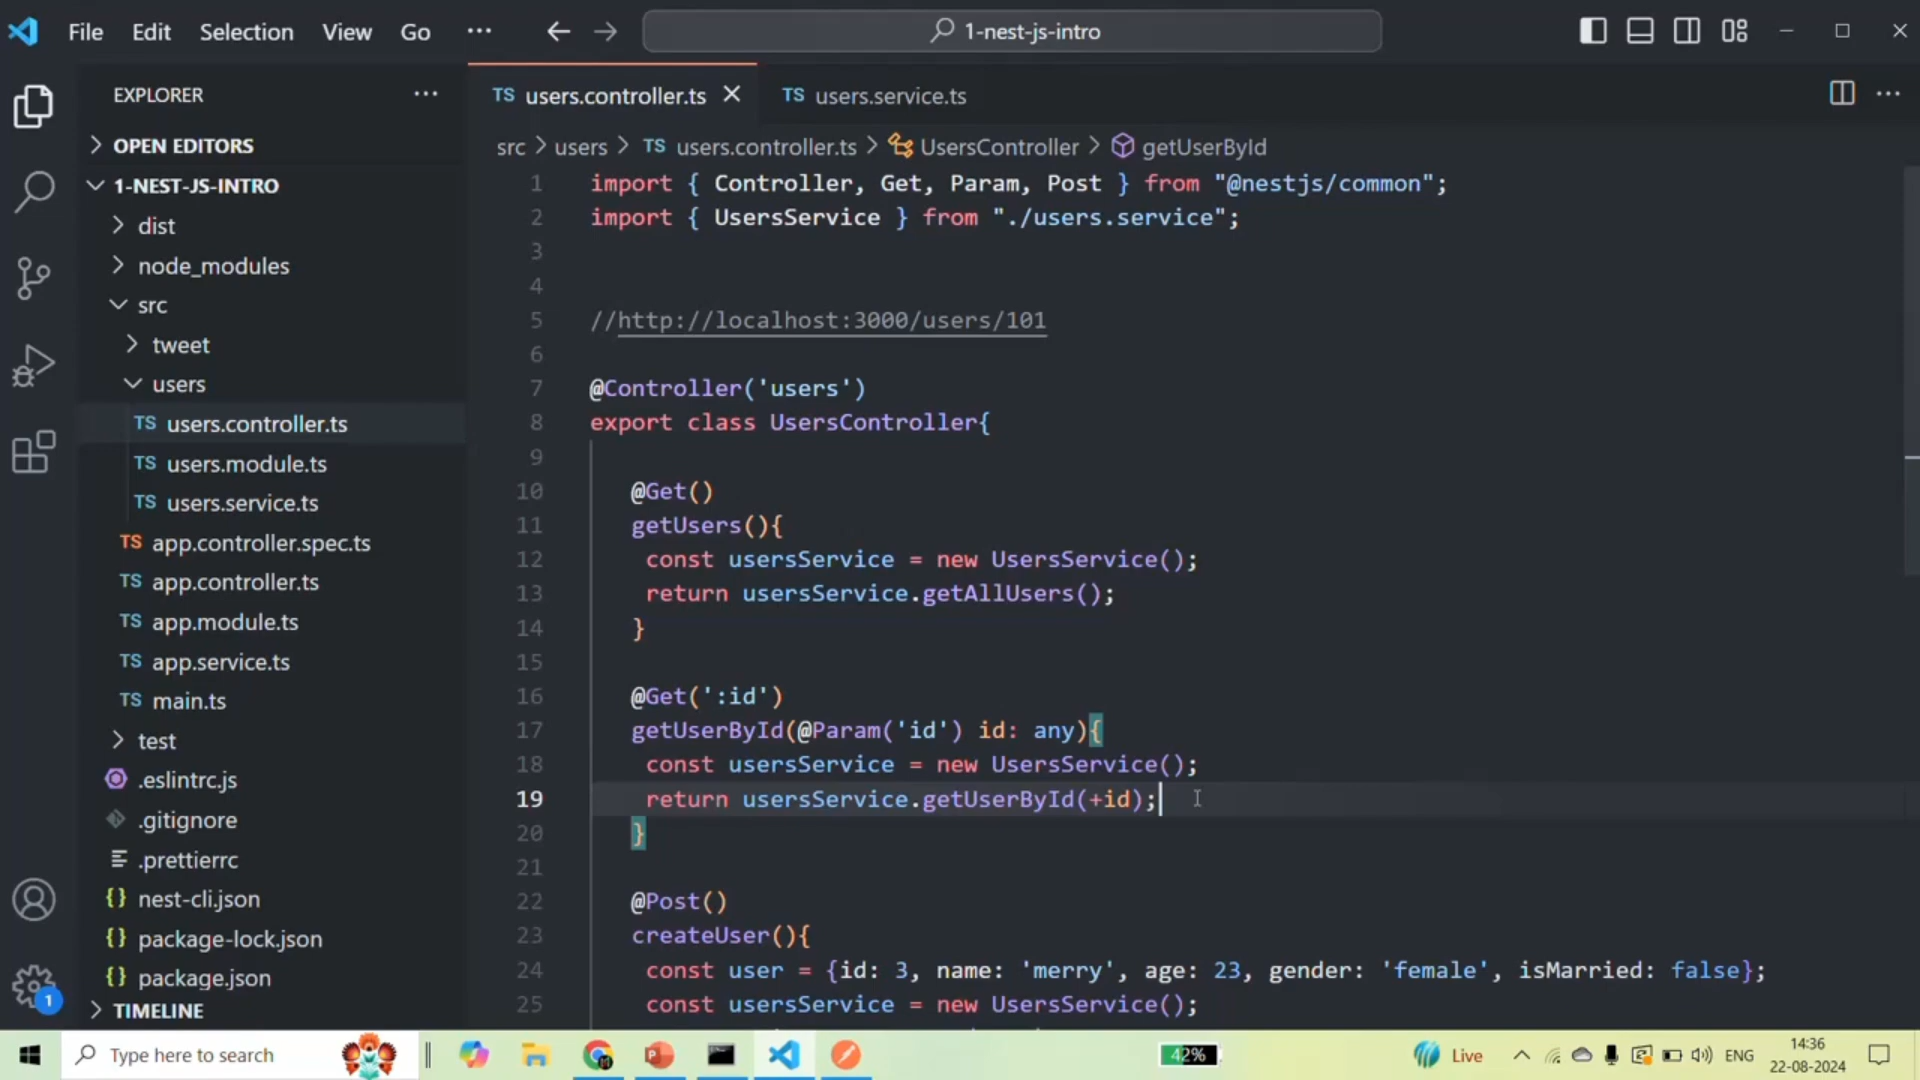 File Edit Selection View Go ··· 1-nest-js-intro
EXPLORER ···
OPEN EDITORS
1-NEST-JS-INTRO
dist
node_modules
src
tweet
users
TS users.controller.ts
TS users.module.ts
TS users.service.ts
TS app.controller.spec.ts
TS app.controller.ts
TS app.module.ts
TS app.service.ts
TS main.ts
test
.eslintrc.js
.gitignore
.prettierrc
{} nest-cli.json
{} package-lock.json
{} package.json
TIMELINE
1
TS users.controller.ts TS users.service.ts
src > users > TS users.controller.ts > UsersController > getUserById
1 import { Controller, Get, Param, Post } from "@nestjs/common";
2 import { UsersService } from "./users.service";
3
4
5 //http://localhost:3000/users/101
6
7 @Controller('users')
8 export class UsersController{
9
10 @Get()
11 getUsers(){
12 const usersService = new UsersService();
13 return usersService.getAllUsers();
14 }
15
16 @Get(':id')
17 getUserById(@Param('id') id: any){
18 const usersService = new UsersService();
19 return usersService.getUserById(+id);
20 }
21
22 @Post()
23 createUser(){
24 const user = {id: 3, name: 'merry', age: 23, gender: 'female', isMarried: false};
25 const usersService = new UsersService();
Type here to search
42%
Live
ENG
14:36
22-08-2024